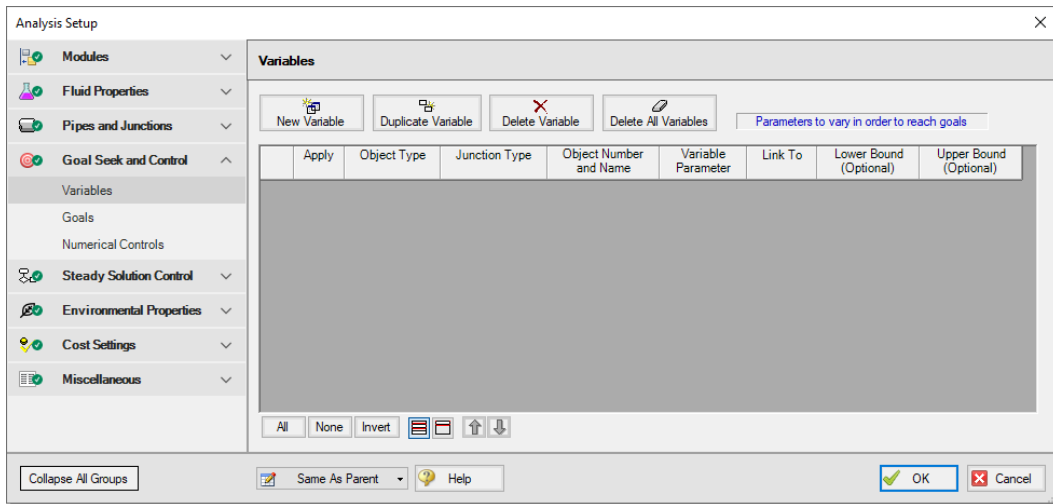 Analysis Setup
Modules
Fluid Properties
Pipes and Junctions
Goal Seek and Control
Variables
Goals
Numerical Controls
Steady Solution Control
Environmental Properties
Cost Settings
Miscellaneous
Variables
New Variable
Duplicate Variable
Delete Variable
Delete All Variables
Parameters to vary in order to reach goals
Apply
Object Type
Junction Type
Object Number
and Name
Variable
Parameter
Link To
Lower Bound
(Optional)
Upper Bound
(Optional)
All
None
Invert
Collapse All Groups
Same As Parent
Help
OK
Cancel